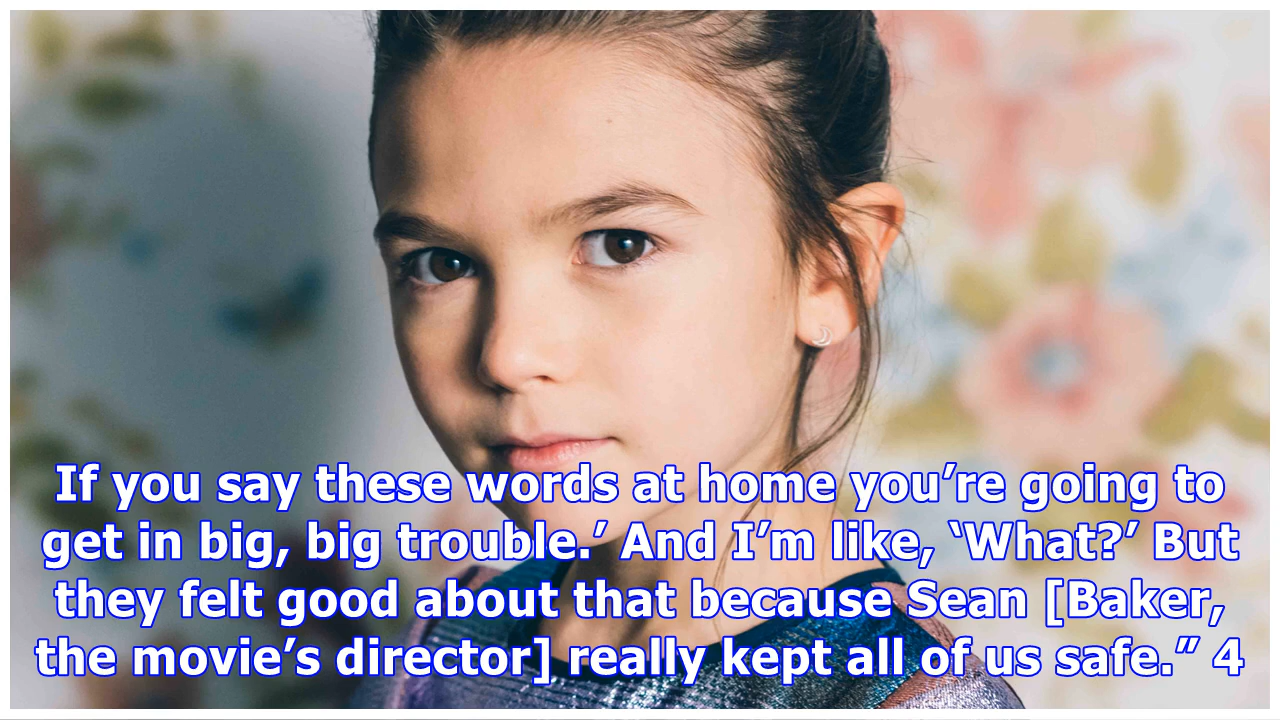 If you say these words at home you’re going to
get in big, big trouble.’ And I’m like, ‘What?’ But
they felt good about that because Sean [Baker,
the movie’s director] really kept all of us safe.” 4